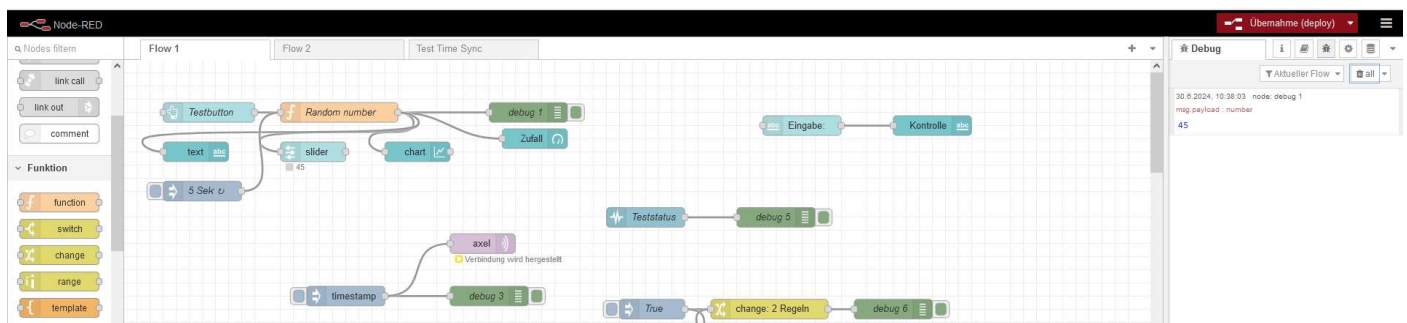 Node-RED
Übernahme (deploy)
Nodes filtern
Flow 1
Flow 2
Test Time Sync
Debug
i
link call
link out
comment
Funktion
function
switch
change
range
template
Testbutton
Random number
debug 1
Zufall
text abc
slider
45
chart
5 Sek ↻
abc Eingabe:
Kontrolle abc
Teststatus
debug 5
axel
Verbindung wird hergestellt
timestamp
debug 3
True
change: 2 Regeln
debug 6
Aktueller Flow
all
30.6.2024, 10:38:03 node: debug 1
msg.payload : number
45